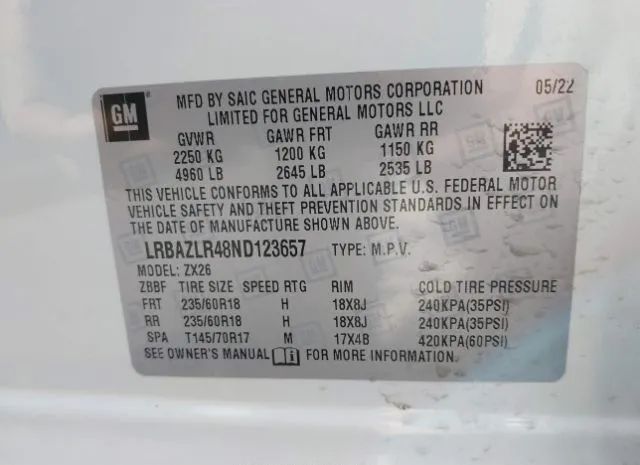 GM ®
MFD BY SAIC GENERAL MOTORS CORPORATION 05/22
LIMITED FOR GENERAL MOTORS LLC
GVWR GAWR FRT GAWR RR
2250 KG 1200 KG 1150 KG
4960 LB 2645 LB 2535 LB
THIS VEHICLE CONFORMS TO ALL APPLICABLE U.S. FEDERAL MOTOR
VEHICLE SAFETY AND THEFT PREVENTION STANDARDS IN EFFECT ON
THE DATE OF MANUFACTURE SHOWN ABOVE.
LRBAZLR48ND123657 TYPE: M.P.V.
MODEL: ZX26
ZBBF TIRE SIZE SPEED RTG RIM COLD TIRE PRESSURE
FRT 235/60R18 H 18X8J 240KPA(35PSI)
RR 235/60R18 H 18X8J 240KPA(35PSI)
SPA T145/70R17 M 17X4B 420KPA(60PSI)
SEE OWNER'S MANUAL FOR MORE INFORMATION.